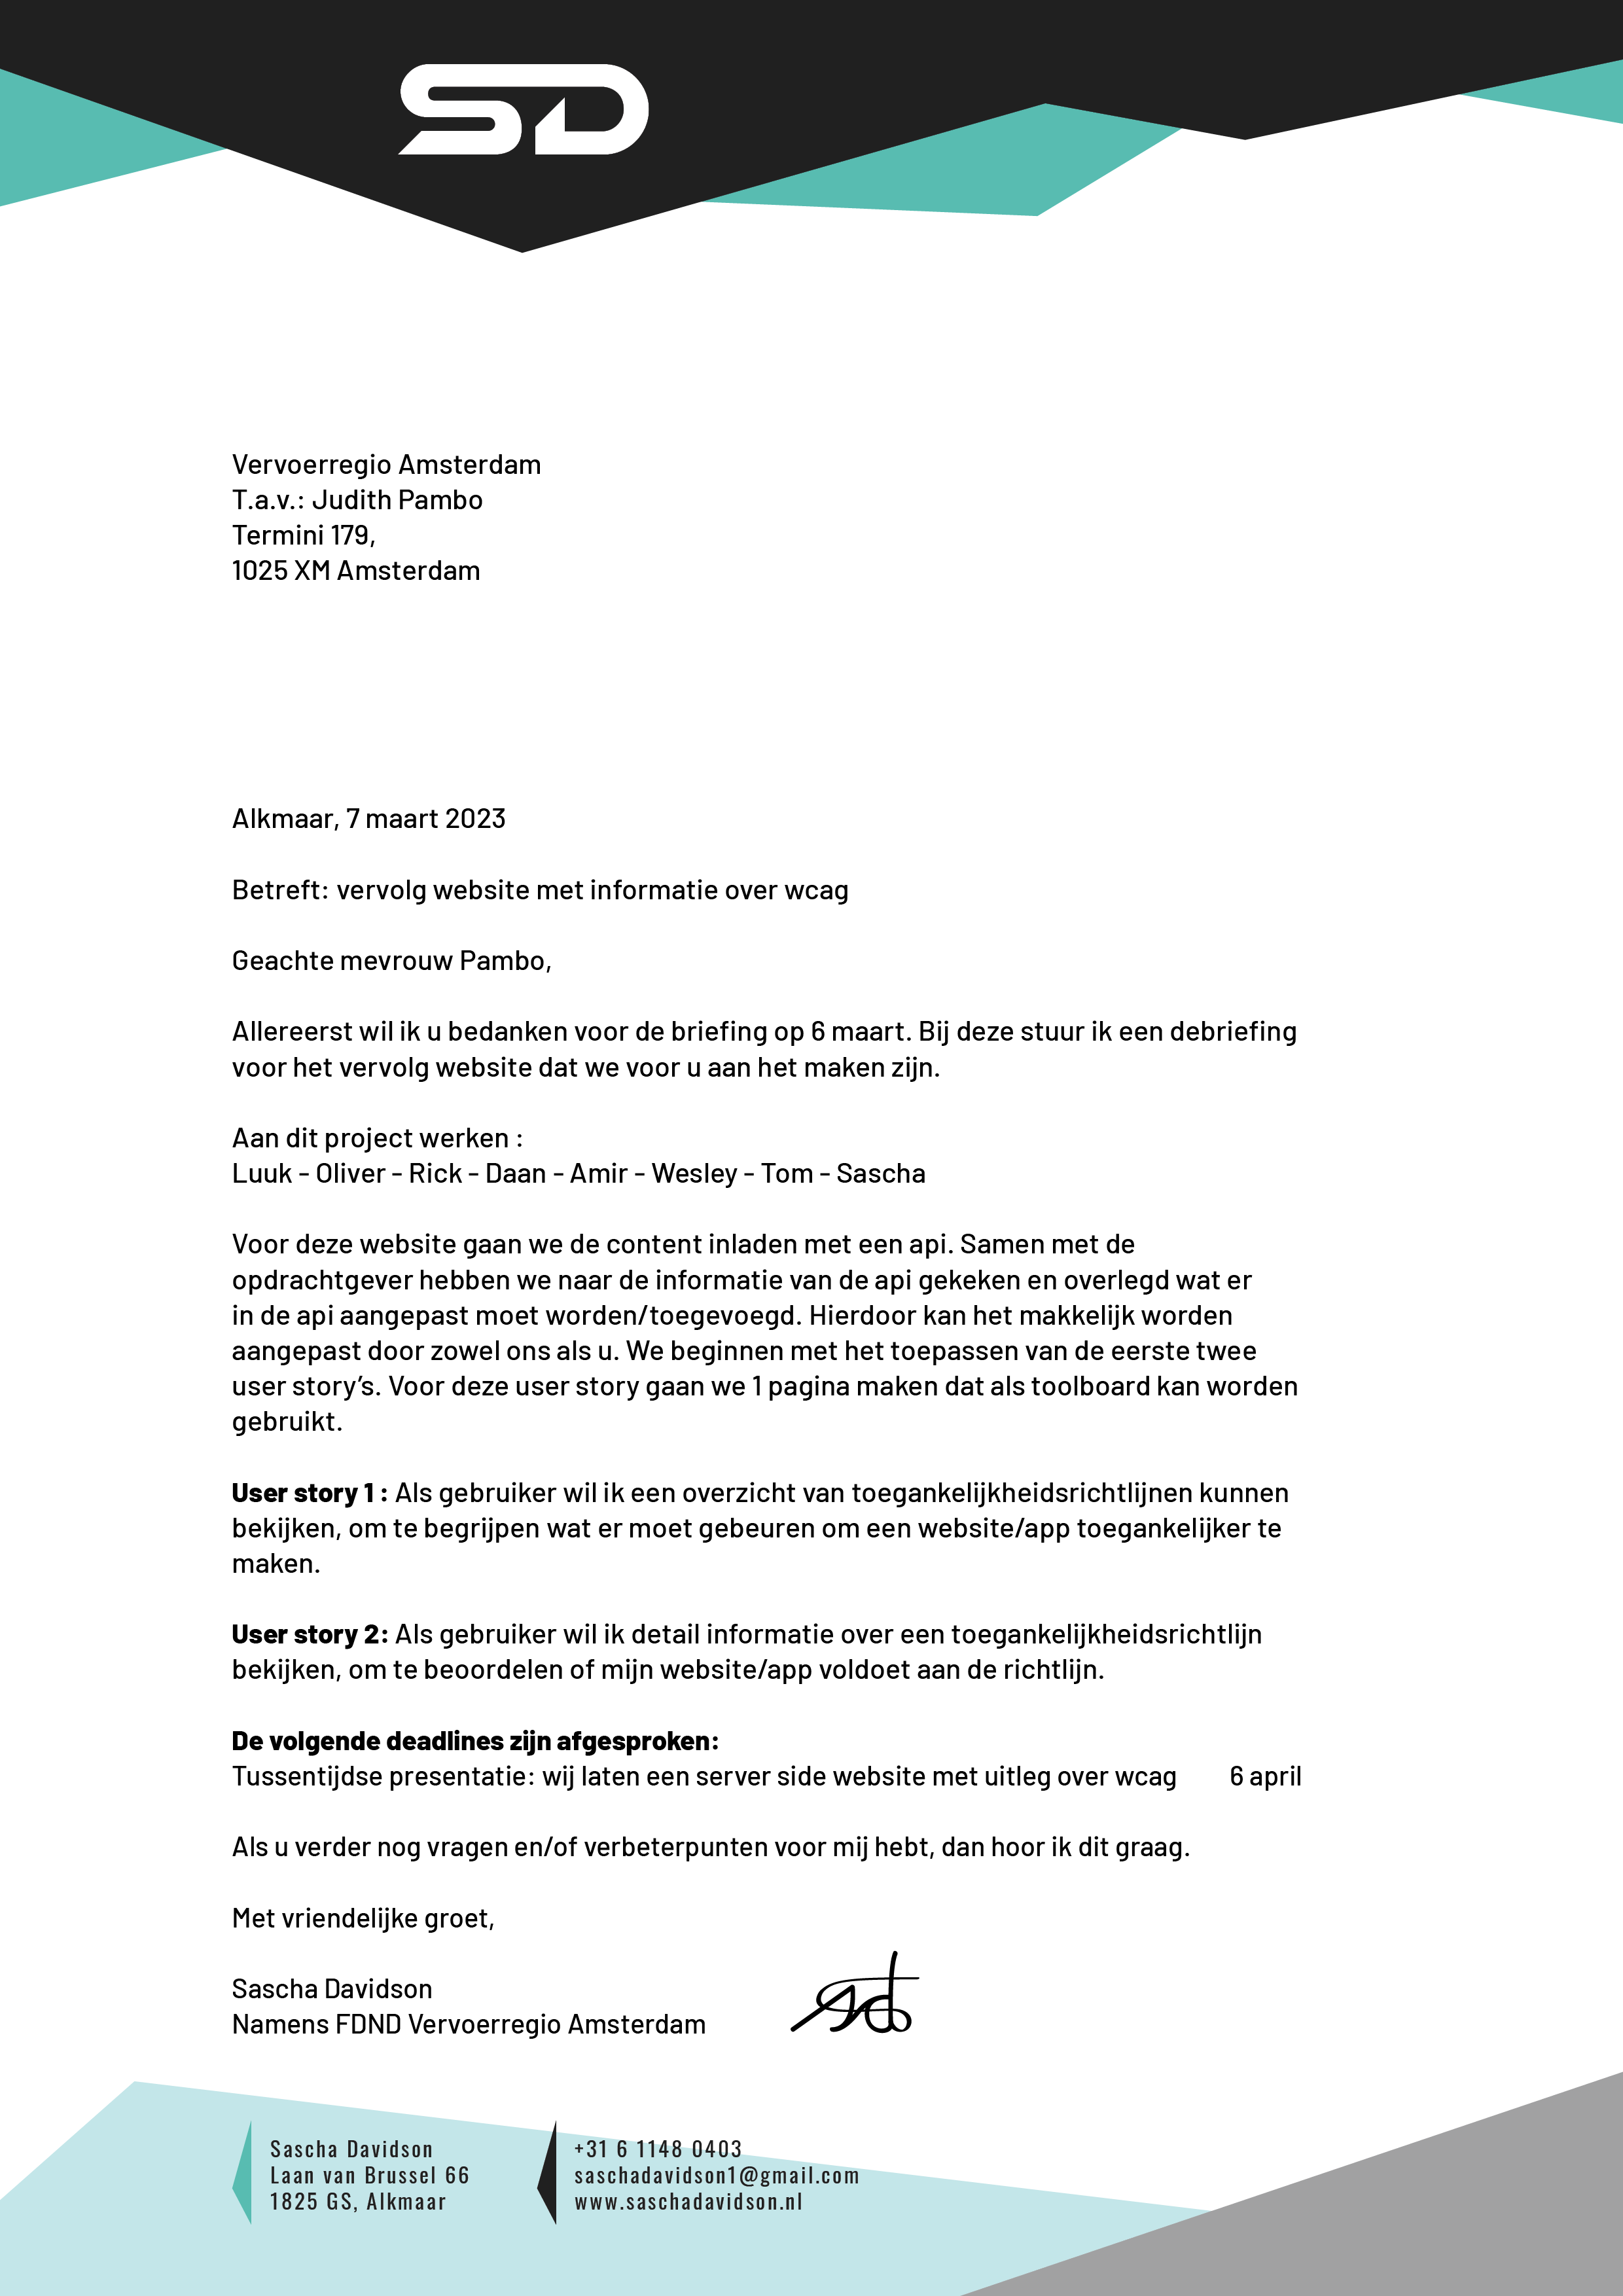 SD
Vervoerregio Amsterdam
T.a.v.: Judith Pambo
Termini 179,
1025 XM Amsterdam
Alkmaar, 7 maart 2023
Betreft: vervolg website met informatie over wcag
Geachte mevrouw Pambo,
Allereerst wil ik u bedanken voor de briefing op 6 maart. Bij deze stuur ik een debriefing
voor het vervolg website dat we voor u aan het maken zijn.
Aan dit project werken :
Luuk - Oliver - Rick - Daan - Amir - Wesley - Tom - Sascha
Voor deze website gaan we de content inladen met een api. Samen met de
opdrachtgever hebben we naar de informatie van de api gekeken en overlegd wat er
in de api aangepast moet worden/toegevoegd. Hierdoor kan het makkelijk worden
aangepast door zowel ons als u. We beginnen met het toepassen van de eerste twee
user story's. Voor deze user story gaan we 1 pagina maken dat als toolboard kan worden
gebruikt.
User story 1 : Als gebruiker wil ik een overzicht van toegankelijkheidsrichtlijnen kunnen
bekijken, om te begrijpen wat er moet gebeuren om een website/app toegankelijker te
maken.
User story 2: Als gebruiker wil ik detail informatie over een toegankelijkheidsrichtlijn
bekijken, om te beoordelen of mijn website/app voldoet aan de richtlijn.
De volgende deadlines zijn afgesproken:
Tussentijdse presentatie: wij laten een server side website met uitleg over wcag 6 april
Als u verder nog vragen en/of verbeterpunten voor mij hebt, dan hoor ik dit graag.
Met vriendelijke groet,
Sascha Davidson
Namens FDND Vervoerregio Amsterdam
Sascha Davidson
Laan van Brussel 66
1825 GS, Alkmaar
+31 6 1148 0403
saschadavidson1@gmail.com
www.saschadavidson.nl